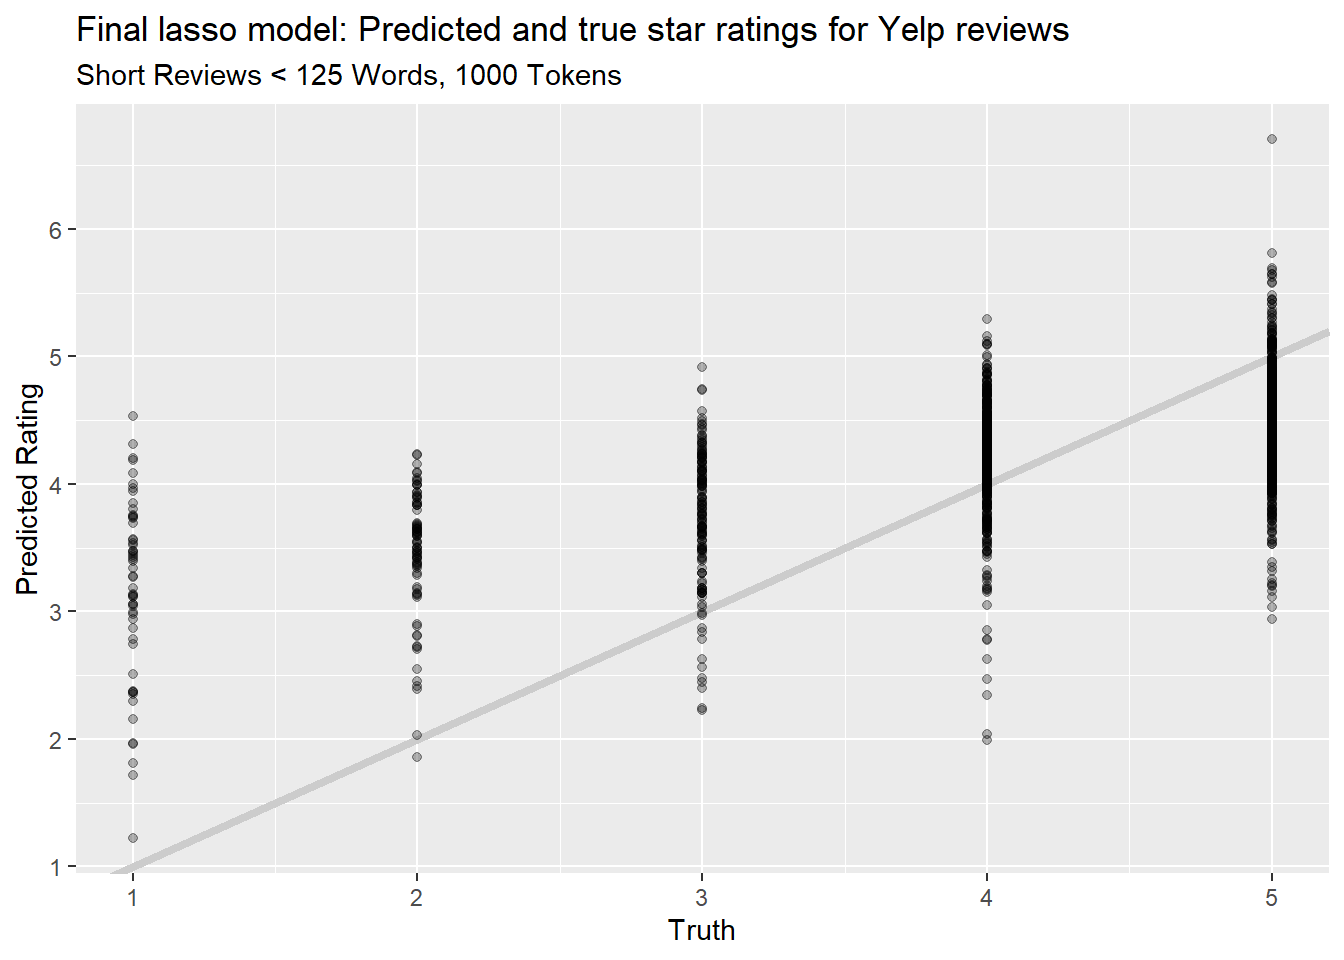 Final lasso model: Predicted and true star ratings for Yelp reviews
Short Reviews < 125 Words, 1000 Tokens
Predicted Rating
6
5
4
3
2
1
1 2 3 4 5
Truth